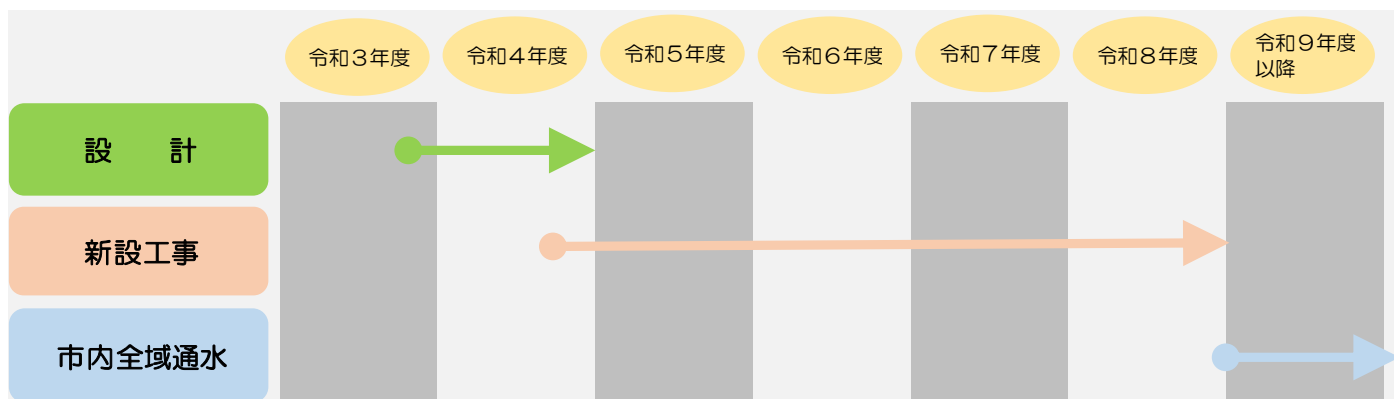 令和３年度
令和４年度
令和５年度
令和６年度
令和７年度
令和８年度
令和９年度
以降
設　計
新設工事
市内全域通水